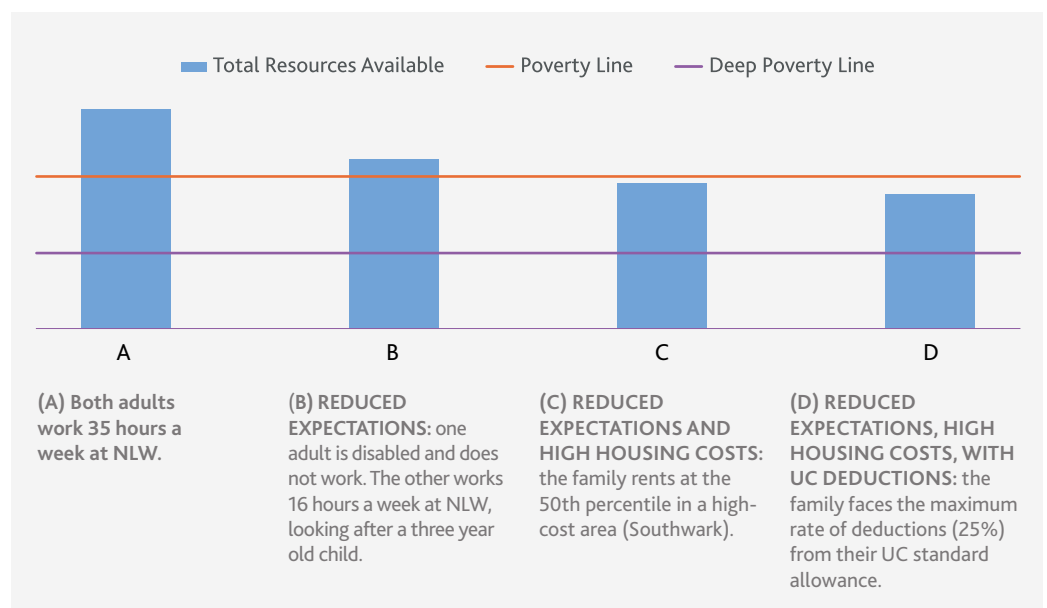 Total Resources Available
Poverty Line
Deep Poverty Line
A
B
C
D
(A) Both adults
work 35 hours a
week at NLW.
(B) REDUCED
EXPECTATIONS: one
adult is disabled and does
not work. The other works
16 hours a week at NLW,
looking after a three year
old child.
(C) REDUCED
EXPECTATIONS AND
HIGH HOUSING COSTS:
the family rents at the
50th percentile in a high-
cost area (Southwark).
(D) REDUCED
EXPECTATIONS, HIGH
HOUSING COSTS, WITH
UC DEDUCTIONS: the
family faces the maximum
rate of deductions (25%)
from their UC standard
allowance.